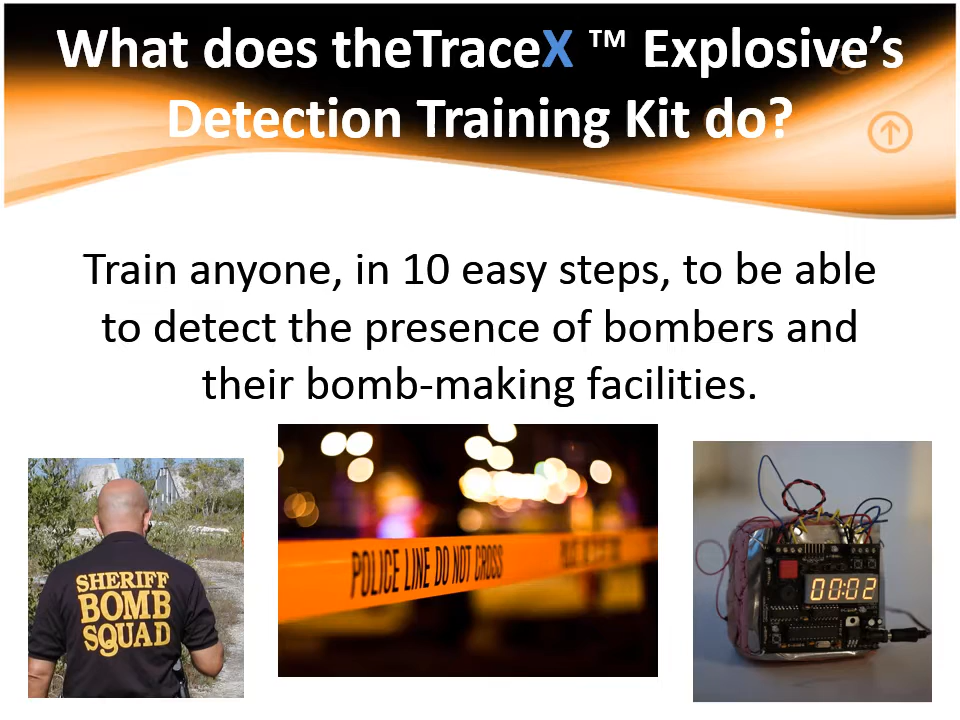 What does theTraceX ™ Explosive’s
Detection Training Kit do?
Train anyone, in 10 easy steps, to be able
to detect the presence of bombers and
their bomb-making facilities.
SHERIFF
BOMB
SQUAD
POLICE LINE DO NOT CROSS
00:02